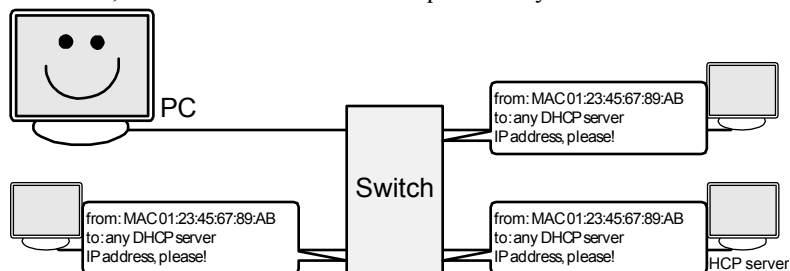 PC
from: MAC 01:23:45:67:89:AB
to: any DHCP server
IP address, please!
Switch
from: MAC 01:23:45:67:89:AB
to: any DHCP server
IP address, please!
from: MAC 01:23:45:67:89:AB
to: any DHCP server
IP address, please!
HCP server